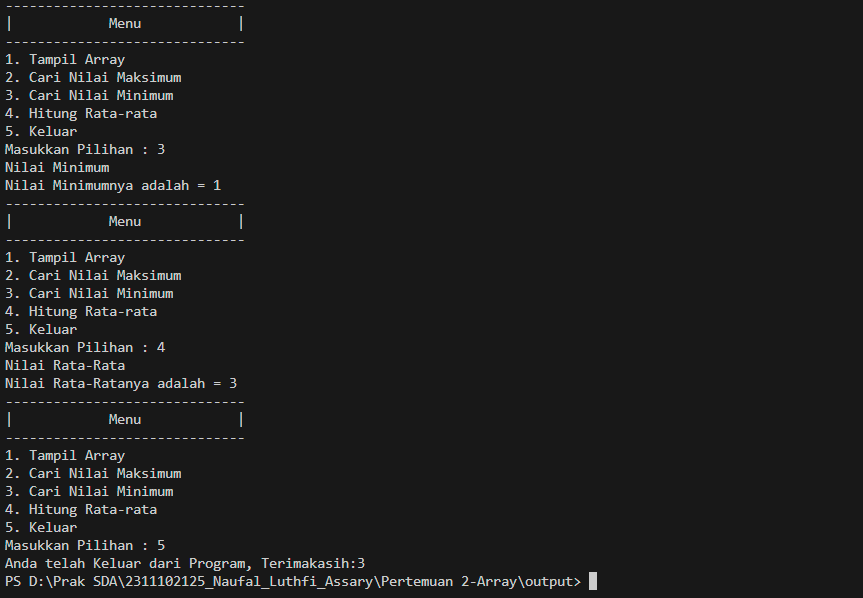 ------------------------------
|            Menu            |
------------------------------
1. Tampil Array
2. Cari Nilai Maksimum
3. Cari Nilai Minimum
4. Hitung Rata-rata
5. Keluar
Masukkan Pilihan : 3
Nilai Minimum
Nilai Minimumnya adalah = 1
------------------------------
|            Menu            |
------------------------------
1. Tampil Array
2. Cari Nilai Maksimum
3. Cari Nilai Minimum
4. Hitung Rata-rata
5. Keluar
Masukkan Pilihan : 4
Nilai Rata-Rata
Nilai Rata-Ratanya adalah = 3
------------------------------
|            Menu            |
------------------------------
1. Tampil Array
2. Cari Nilai Maksimum
3. Cari Nilai Minimum
4. Hitung Rata-rata
5. Keluar
Masukkan Pilihan : 5
Anda telah Keluar dari Program, Terimakasih:3
PS D:\Prak SDA\2311102125_Naufal_Luthfi_Assary\Pertemuan 2-Array\output>